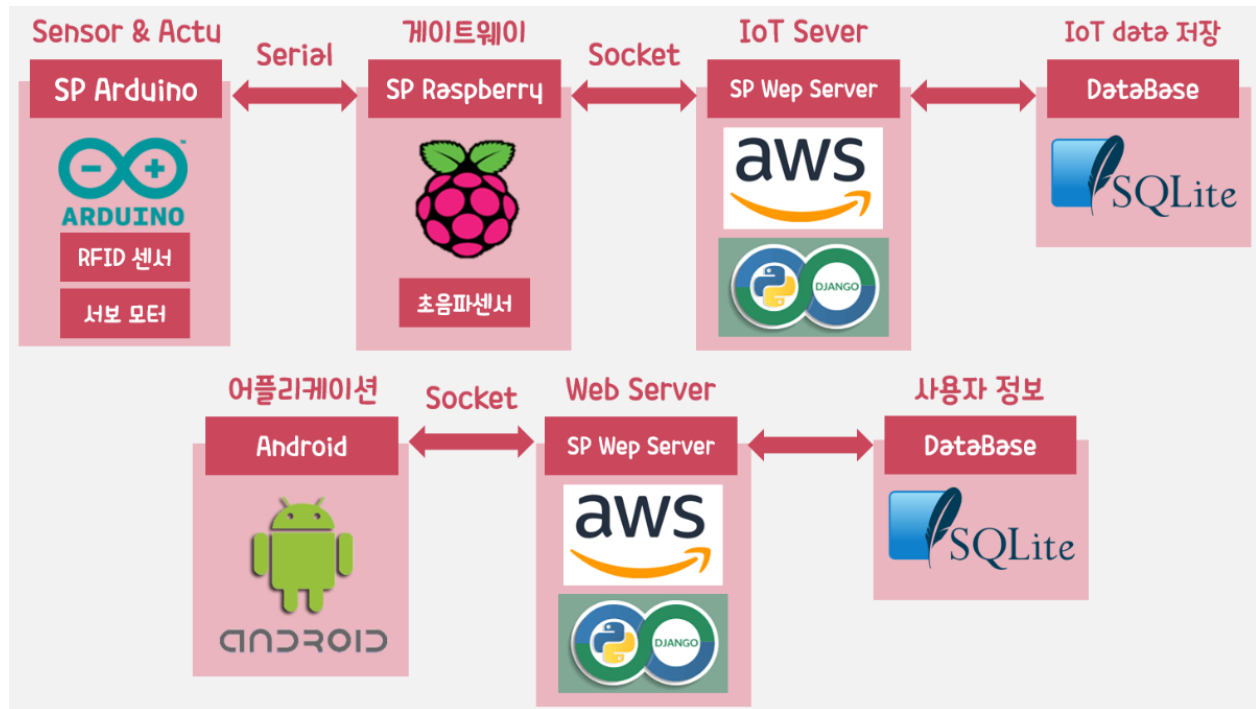 Sensor & Actu
게이트웨이
IoT Sever
IoT data 저장
Serial
Socket
SP Arduino
SP Raspberry
SP Wep Server
DataBase
ARDUINO
aws
SQLite
RFID 센서
서보 모터
초음파센서
DJANGO
어플리케이션
Socket
Web Server
사용자 정보
Android
SP Wep Server
DataBase
aws
SQLite
ANDROID
DJANGO